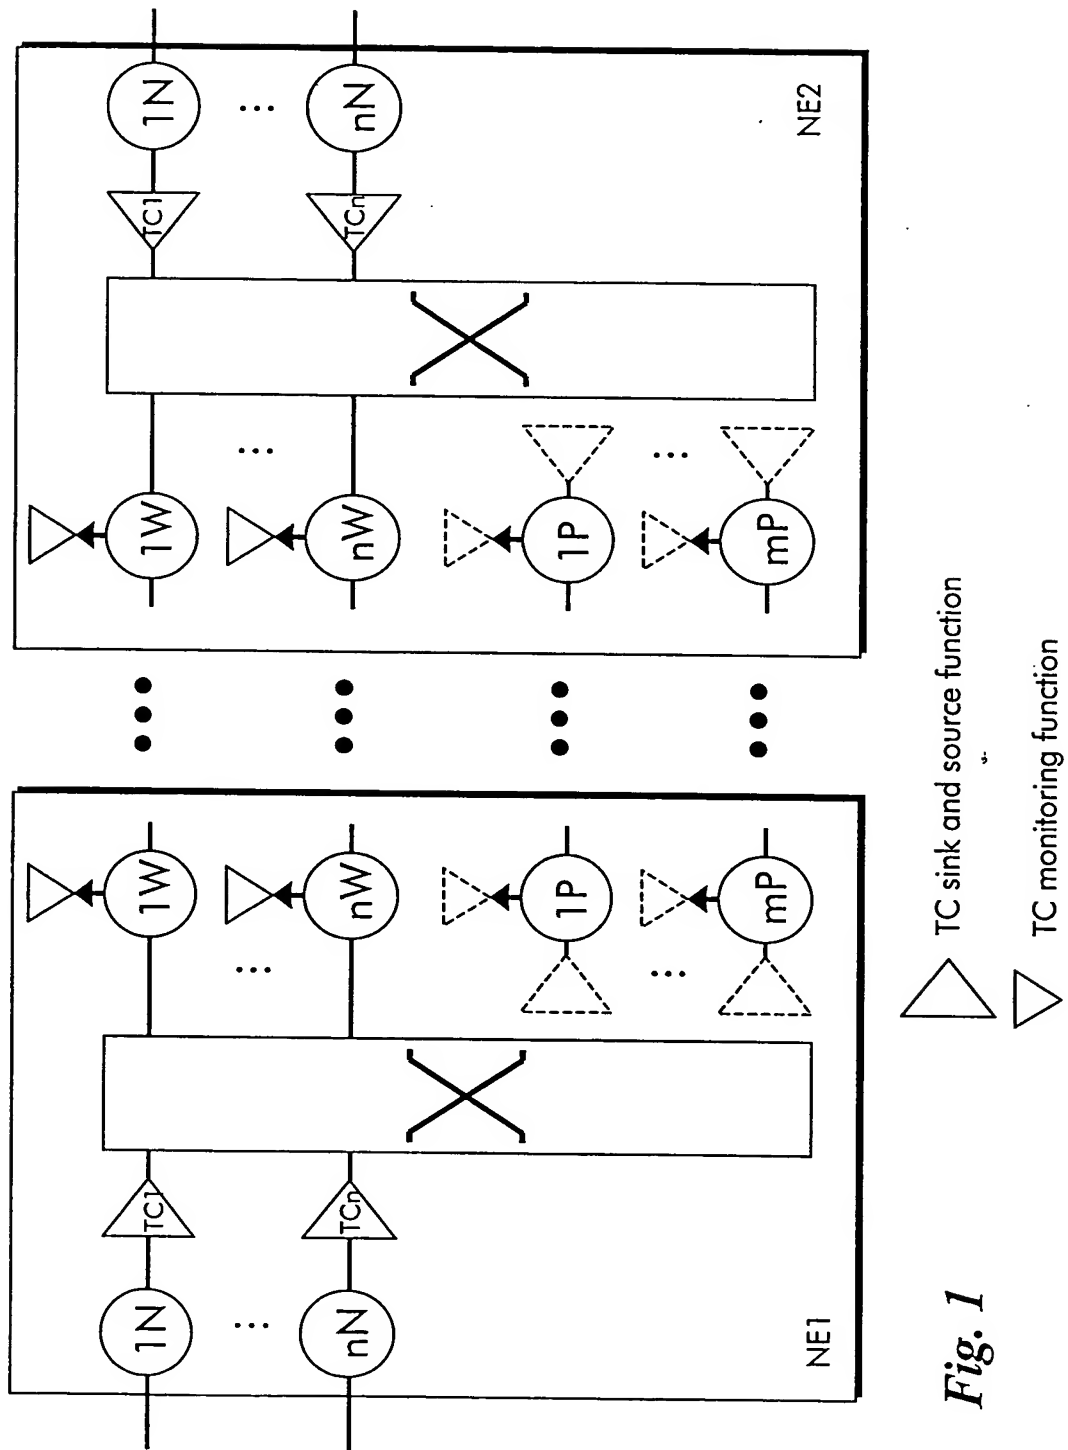 1N
TC1
1W
...
...
nN
TCn
nW
1P
...
mP
NE1
1W
1N
TC1
...
...
nW
nN
TCn
1P
...
mP
NE2
TC sink and source function
TC monitoring function
Fig. 1